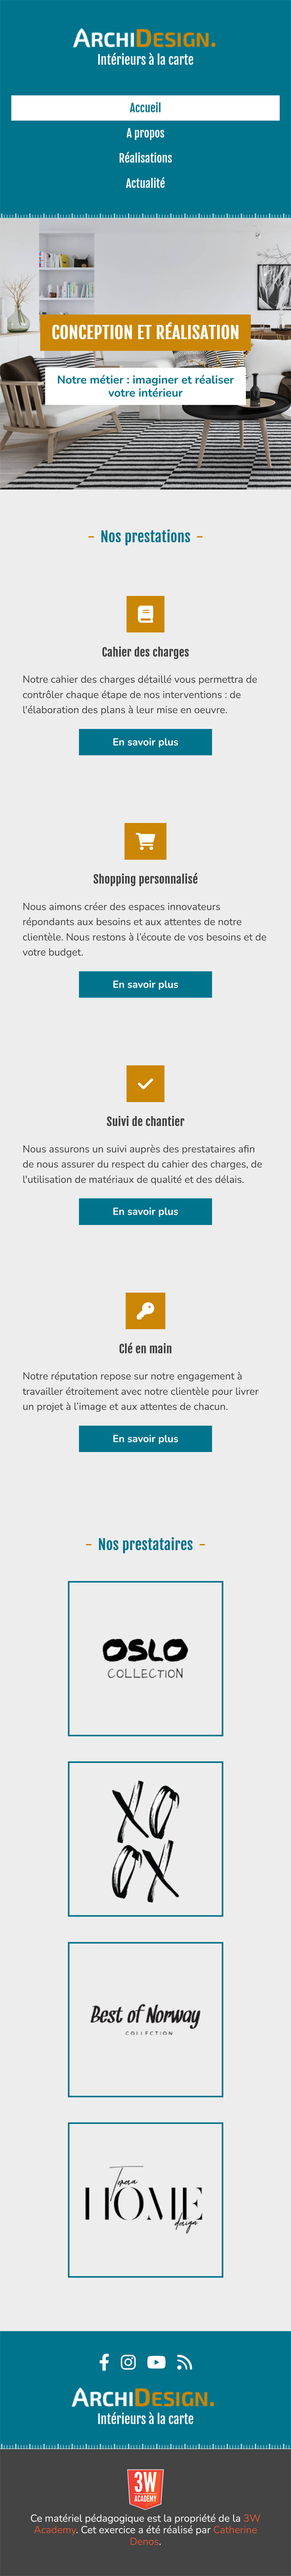 ARCHIDESIGN.
Intérieurs à la carte
Accueil
A propos
Réalisations
Actualité
CONCEPTION ET RÉALISATION
Notre métier : imaginer et réaliser
votre intérieur
- Nos prestations -
Cahier des charges
Notre cahier des charges détaillé vous permettra de
contrôler chaque étape de nos interventions : de
l'élaboration des plans à leur mise en oeuvre.
En savoir plus
Shopping personnalisé
Nous aimons créer des espaces innovateurs
répondants aux besoins et aux attentes de notre
clientèle. Nous restons à l'écoute de vos besoins et de
votre budget.
En savoir plus
Suivi de chantier
Nous assurons un suivi auprès des prestataires afin
de nous assurer du respect du cahier des charges, de
l'utilisation de matériaux de qualité et des délais.
En savoir plus
Clé en main
Notre réputation repose sur notre engagement à
travailler étroitement avec notre clientèle pour livrer
un projet à l'image et aux attentes de chacun.
En savoir plus
- Nos prestataires -
OSLO
COLLECTION
XO
OX
Best of Norway
COLLECTION
Teresa
HOME
design
ARCHIDESIGN.
Intérieurs à la carte
3W
ACADEMY
Ce matériel pédagogique est la propriété de la 3W
Academy. Cet exercice a été réalisé par Catherine
Denos.